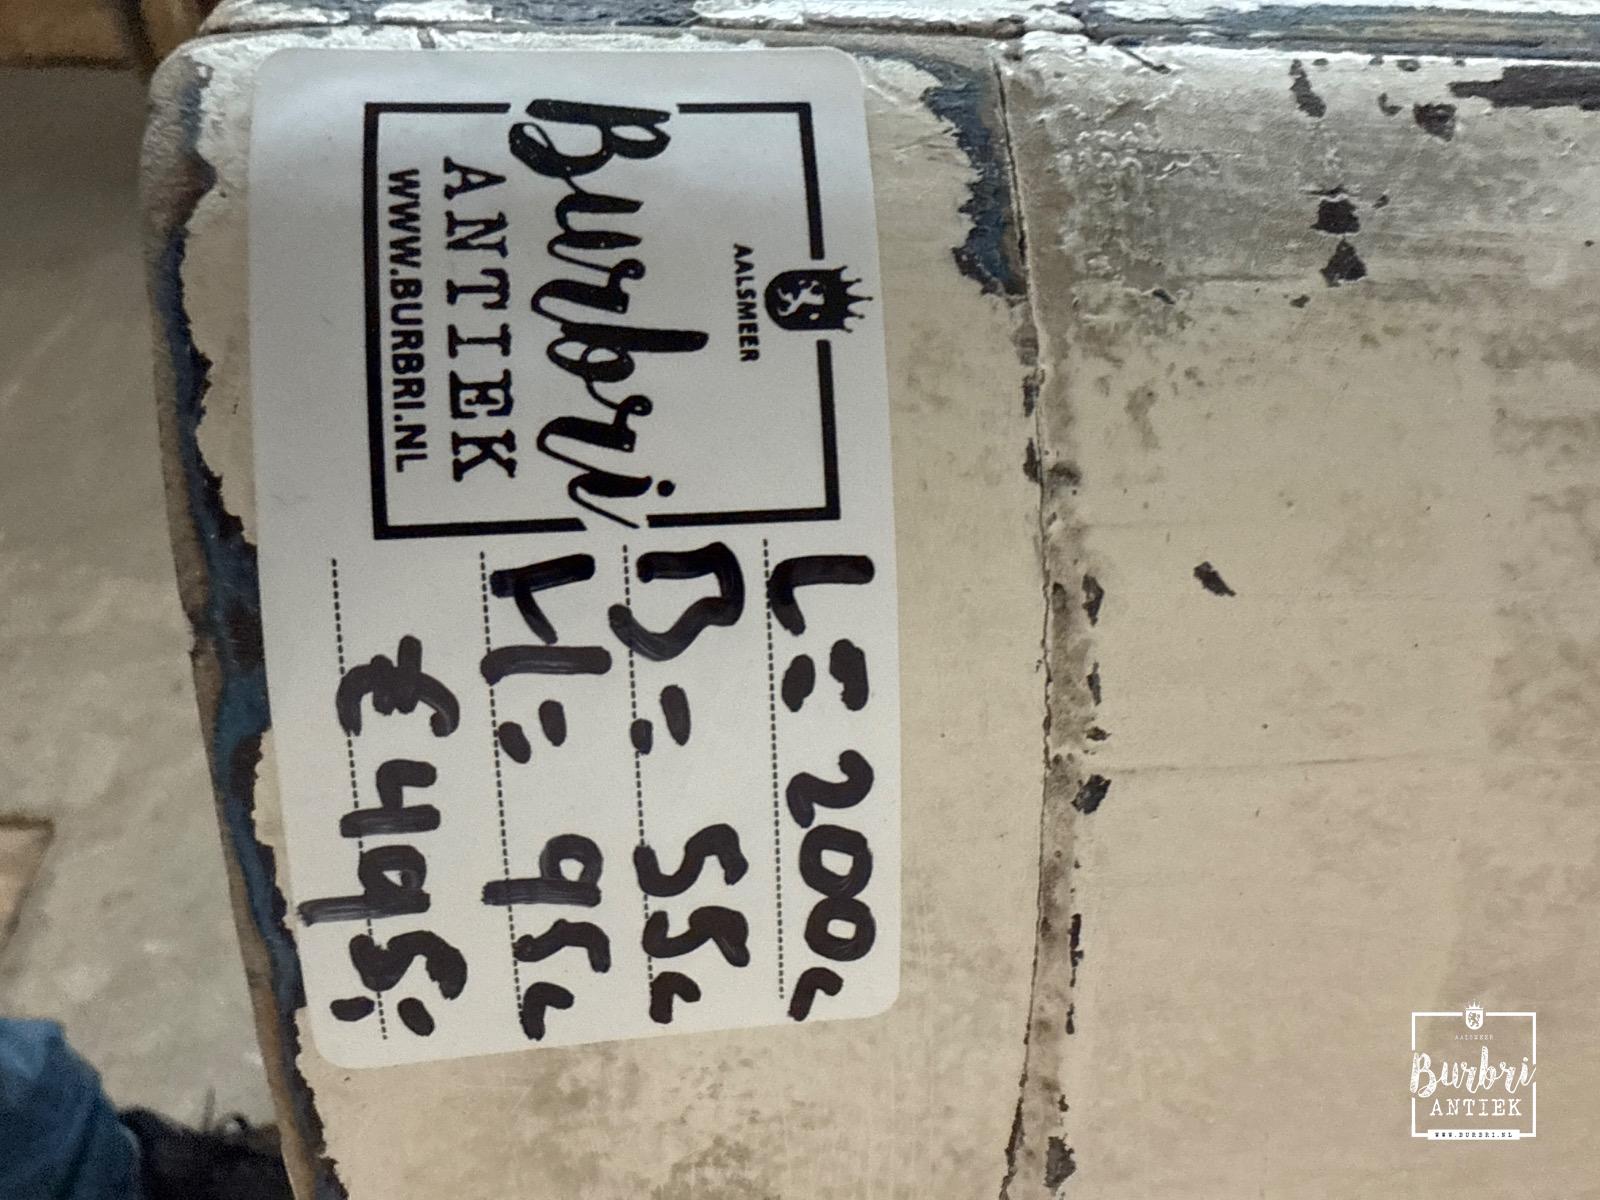 AALSMEER
Burbri
ANTIEK
WWW.BURBRI.NL
L= 200c
B= 55c
H= 95c
€ 495,-
AALSMEER
Burbri
ANTIEK
WWW.BURBRI.NL